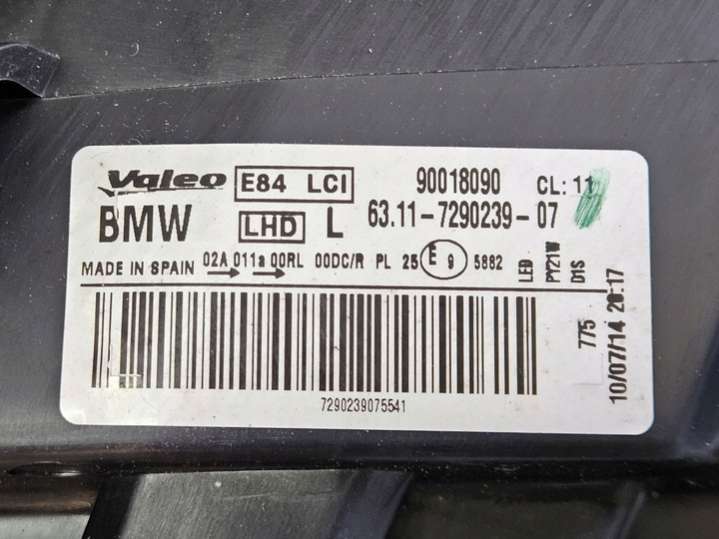 Valeo E84 LCI 90018090 CL: 11
BMW LHD L 63.11-7290239-07
MADE IN SPAIN 02A 011a 00RL 00DC/R PL 25 E 9 5882
LED
PY21W
D1S
775
10/07/14 20:17
7290239075541